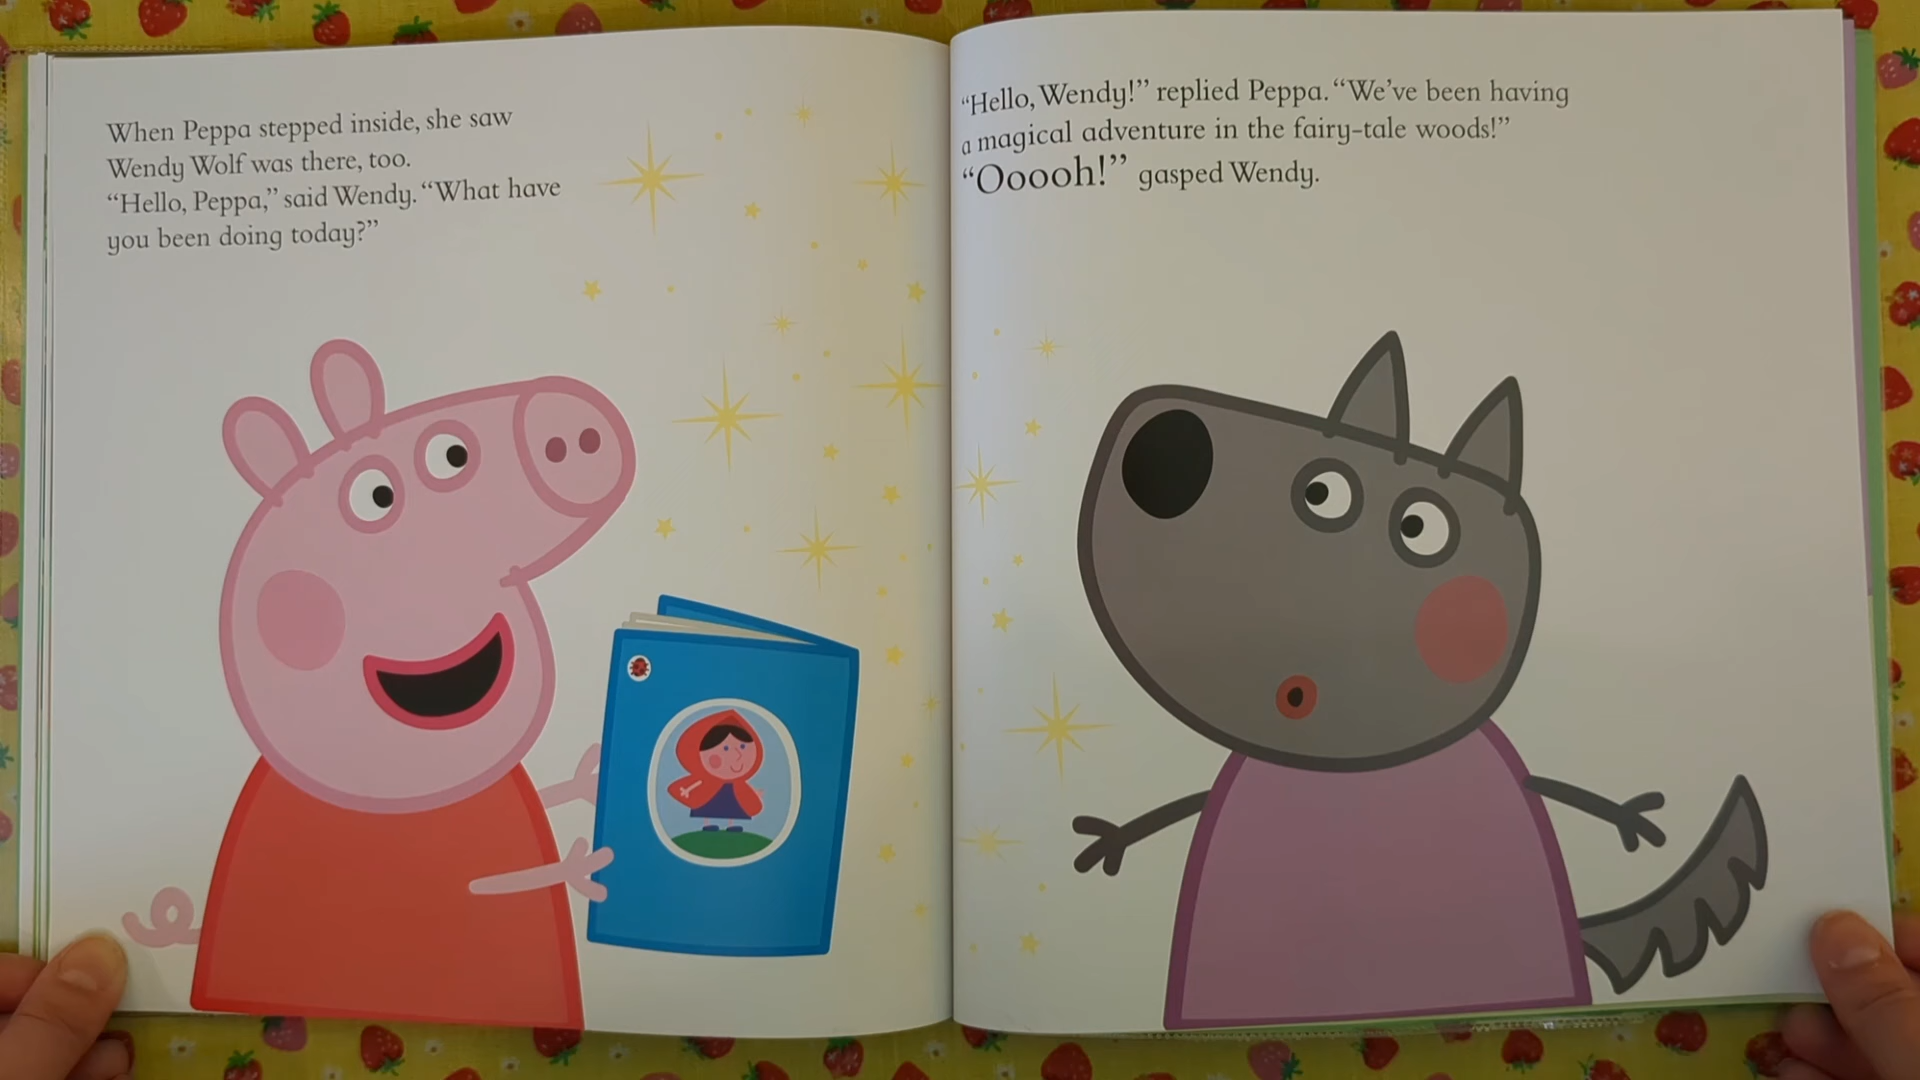 When Peppa stepped inside, she saw
Wendy Wolf was there, too.
“Hello, Peppa,” said Wendy. “What have
you been doing today?”
“Hello, Wendy!” replied Peppa. “We’ve been having
a magical adventure in the fairy-tale woods!”
“Ooooh!” gasped Wendy.